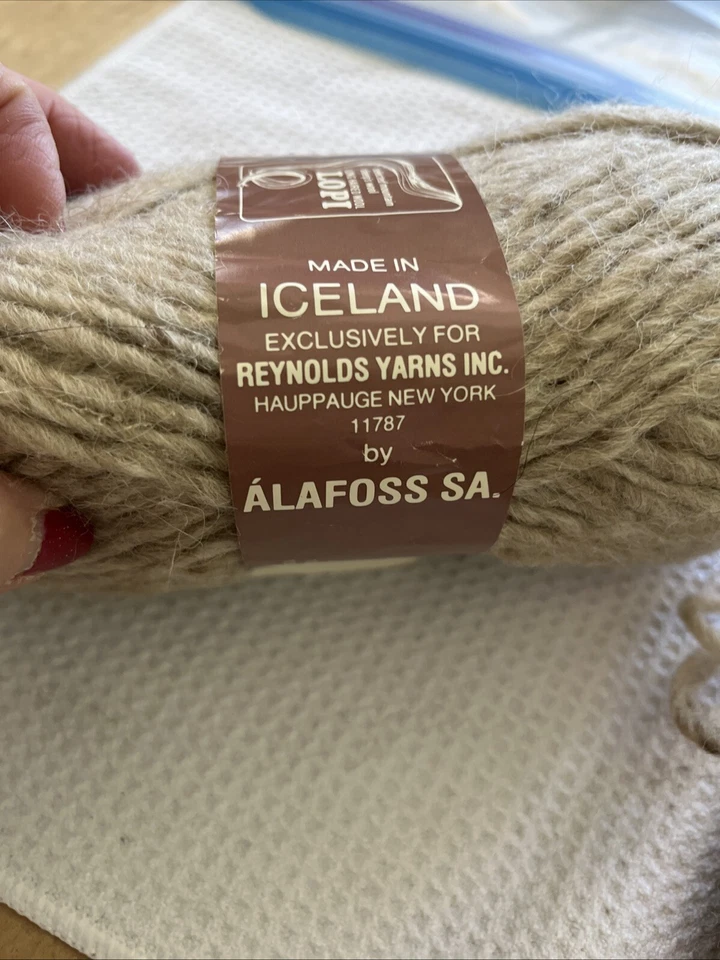 LOPI
MADE IN
ICELAND
EXCLUSIVELY FOR
REYNOLDS YARNS INC.
HAUPPAUGE NEW YORK
11787
by
ÁLAFOSS SA.